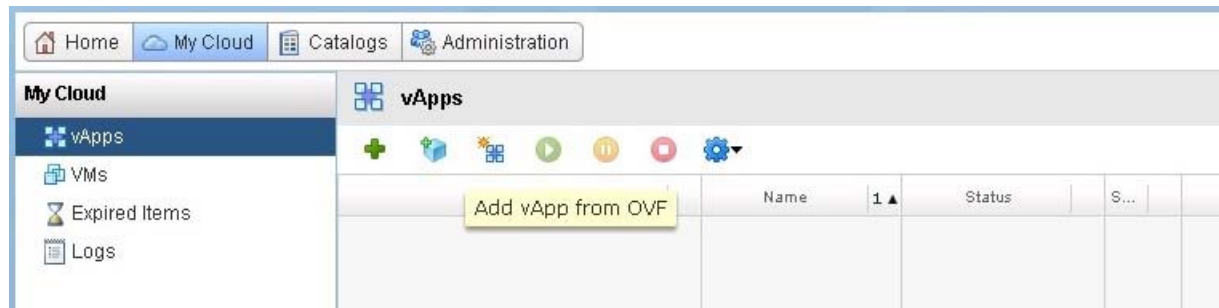 Home My Cloud Catalogs Administration
My Cloud
vApps
VMs
Expired Items
Logs
vApps
Add vApp from OVF
Name 1 ▲ Status S...